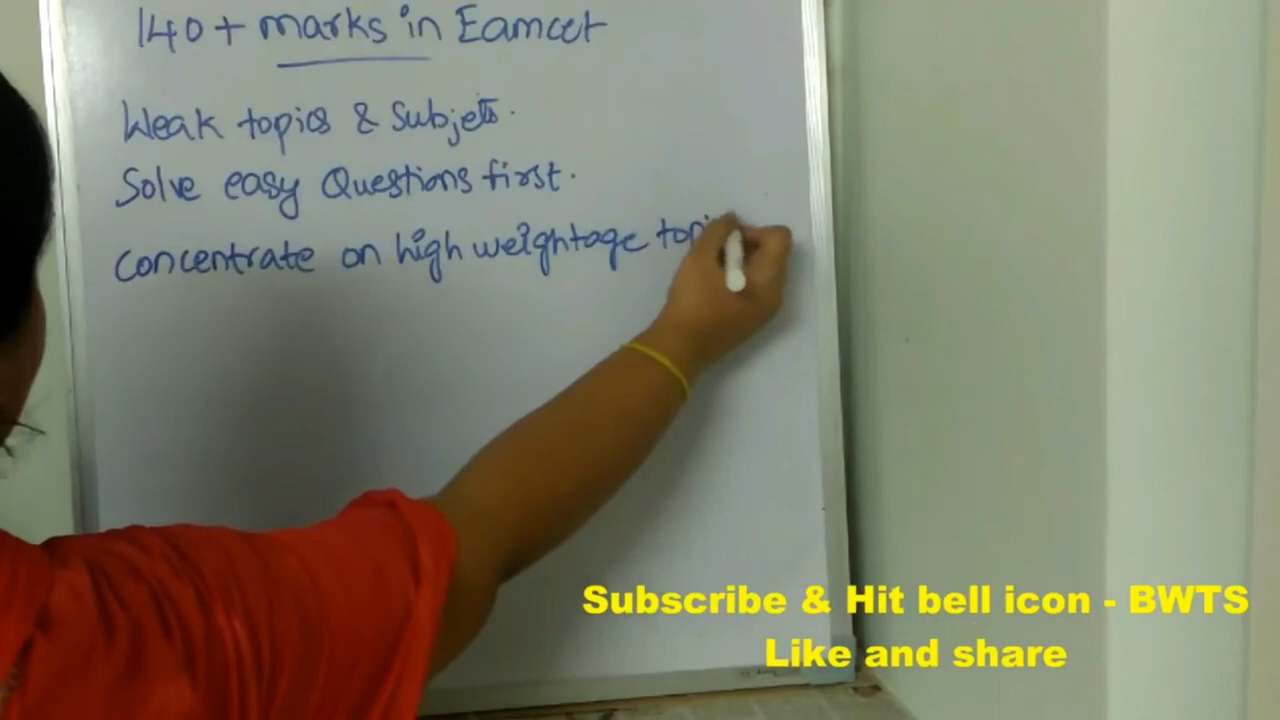 140+ marks in Eamcet
Weak topics & Subjets.
Solve easy Questions first.
concentrate on high weightage
Subscribe & Hit bell icon - BWTS
Like and share